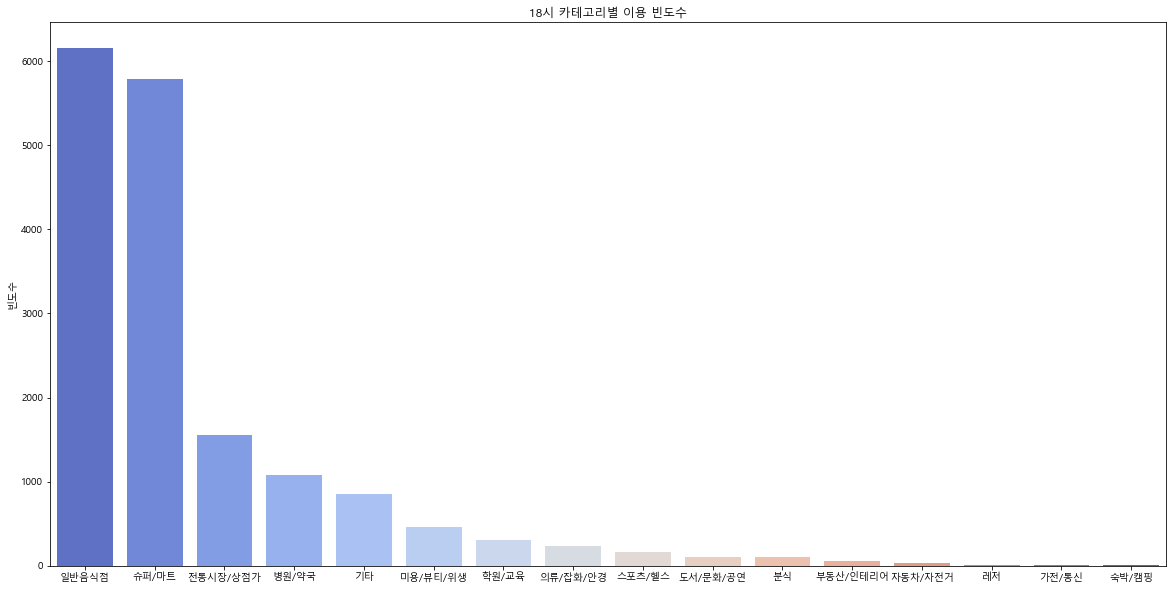 18시 카테고리별 이용 빈도수
빈도수
6000
5000
4000
3000
2000
1000
0
일반음식점 슈퍼/마트 전통시장/상점가 병원/약국 기타 미용/뷰티/위생 학원/교육 의류/잡화/안경 스포츠/헬스 도서/문화/공연 분식 부동산/인테리어 자동차/자전거 레저 가전/통신 숙박/캠핑